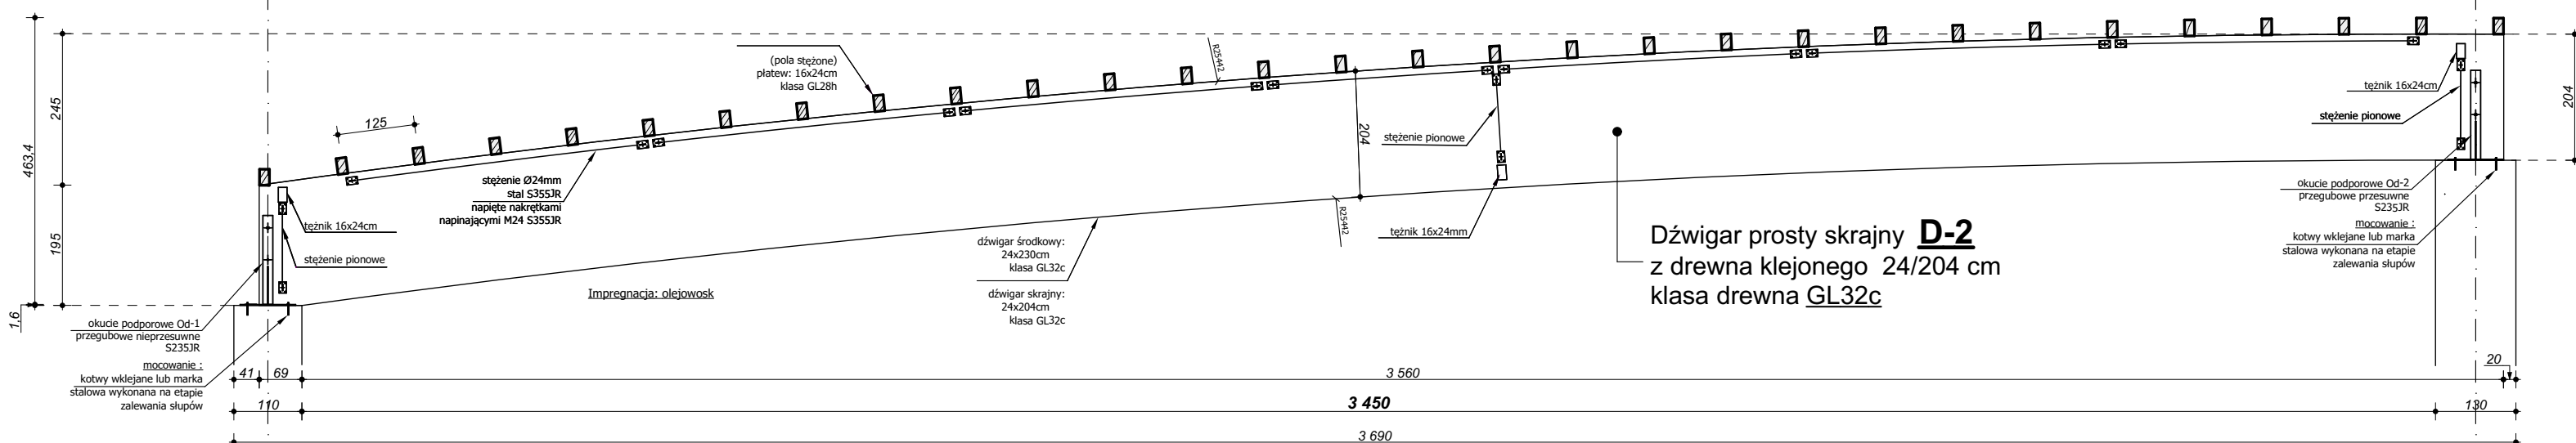 (pola stężone)
płatew: 16x24cm
klasa GL28h
R25442
245
463,4
125
204
195
1,6
stężenie Ø24mm
stal S355JR
napięte nakrętkami
napinającymi M24 S355JR
tężnik 16x24cm
stężenie pionowe
stężenie pionowe
204
R25442
tężnik 16x24mm
tężnik 16x24cm
stężenie pionowe
okucie podporowe Od-2
przegubowe przesuwne
S235JR
mocowanie :
kotwy wklejane lub marka
stalowa wykonana na etapie
zalewania słupów
dźwigar środkowy:
24x230cm
klasa GL32c
dźwigar skrajny:
24x204cm
klasa GL32c
Impregnacja: olejowosk
Dźwigar prosty skrajny D-2
z drewna klejonego 24/204 cm
klasa drewna GL32c
okucie podporowe Od-1
przegubowe nieprzesuwne
S235JR
mocowanie :
kotwy wklejane lub marka
stalowa wykonana na etapie
zalewania słupów
41 69 3 560 20
110 3 450 130
3 690